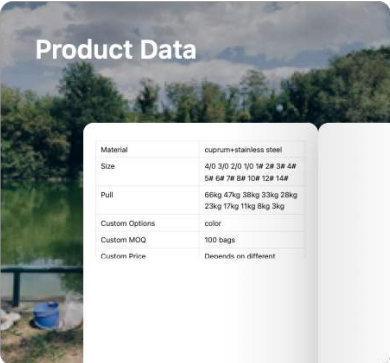 Product Data
Material cuprum+stainless steel
Size 4/0 3/0 2/0 1/0 1# 2# 3# 4#
5# 6# 7# 8# 10# 12# 14#
Pull 66kg 47kg 38kg 33kg 28kg
23kg 17kg 11kg 8kg 3kg
Custom Options color
Custom MOQ 100 bags
Custom Price Depends on different